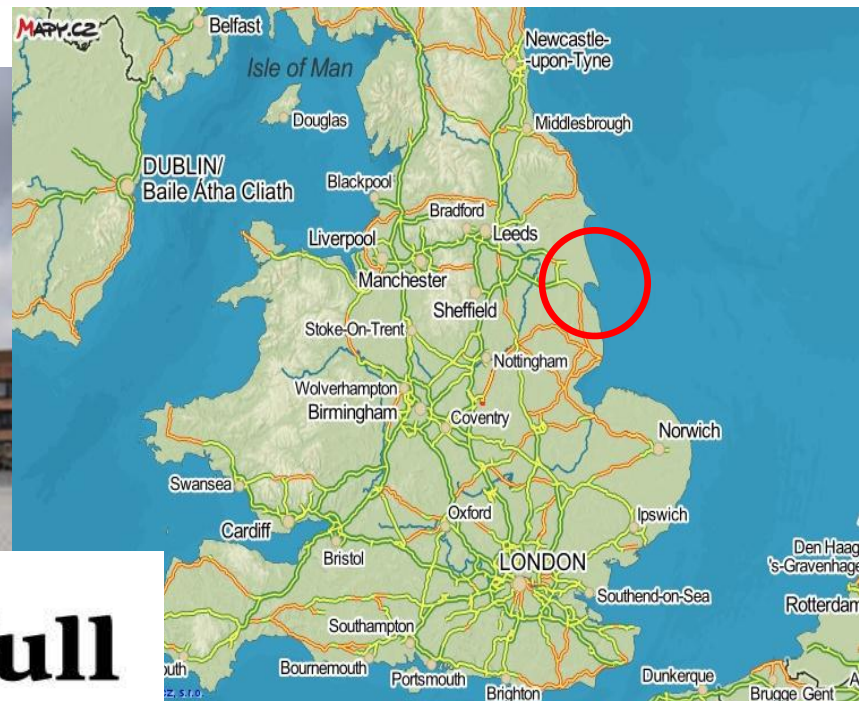 MAPY.CZ
Belfast
Newcastle-
-upon-Tyne
Isle of Man
Douglas
Middlesbrough
DUBLIN/
Baile Átha Cliath
Blackpool
Bradford
Leeds
Liverpool
Manchester
Sheffield
Stoke-On-Trent
Nottingham
Wolverhampton
Birmingham
Coventry
Norwich
Swansea
Oxford
Ipswich
Cardiff
Bristol
LONDON
Den Haag
's-Gravenhage
Southend-on-Sea
Rotterdam
Southampton
ull
outh
Bournemouth
Portsmouth
Brighton
Dunkerque
Brugge
Gent
A
cz, s.r.o.